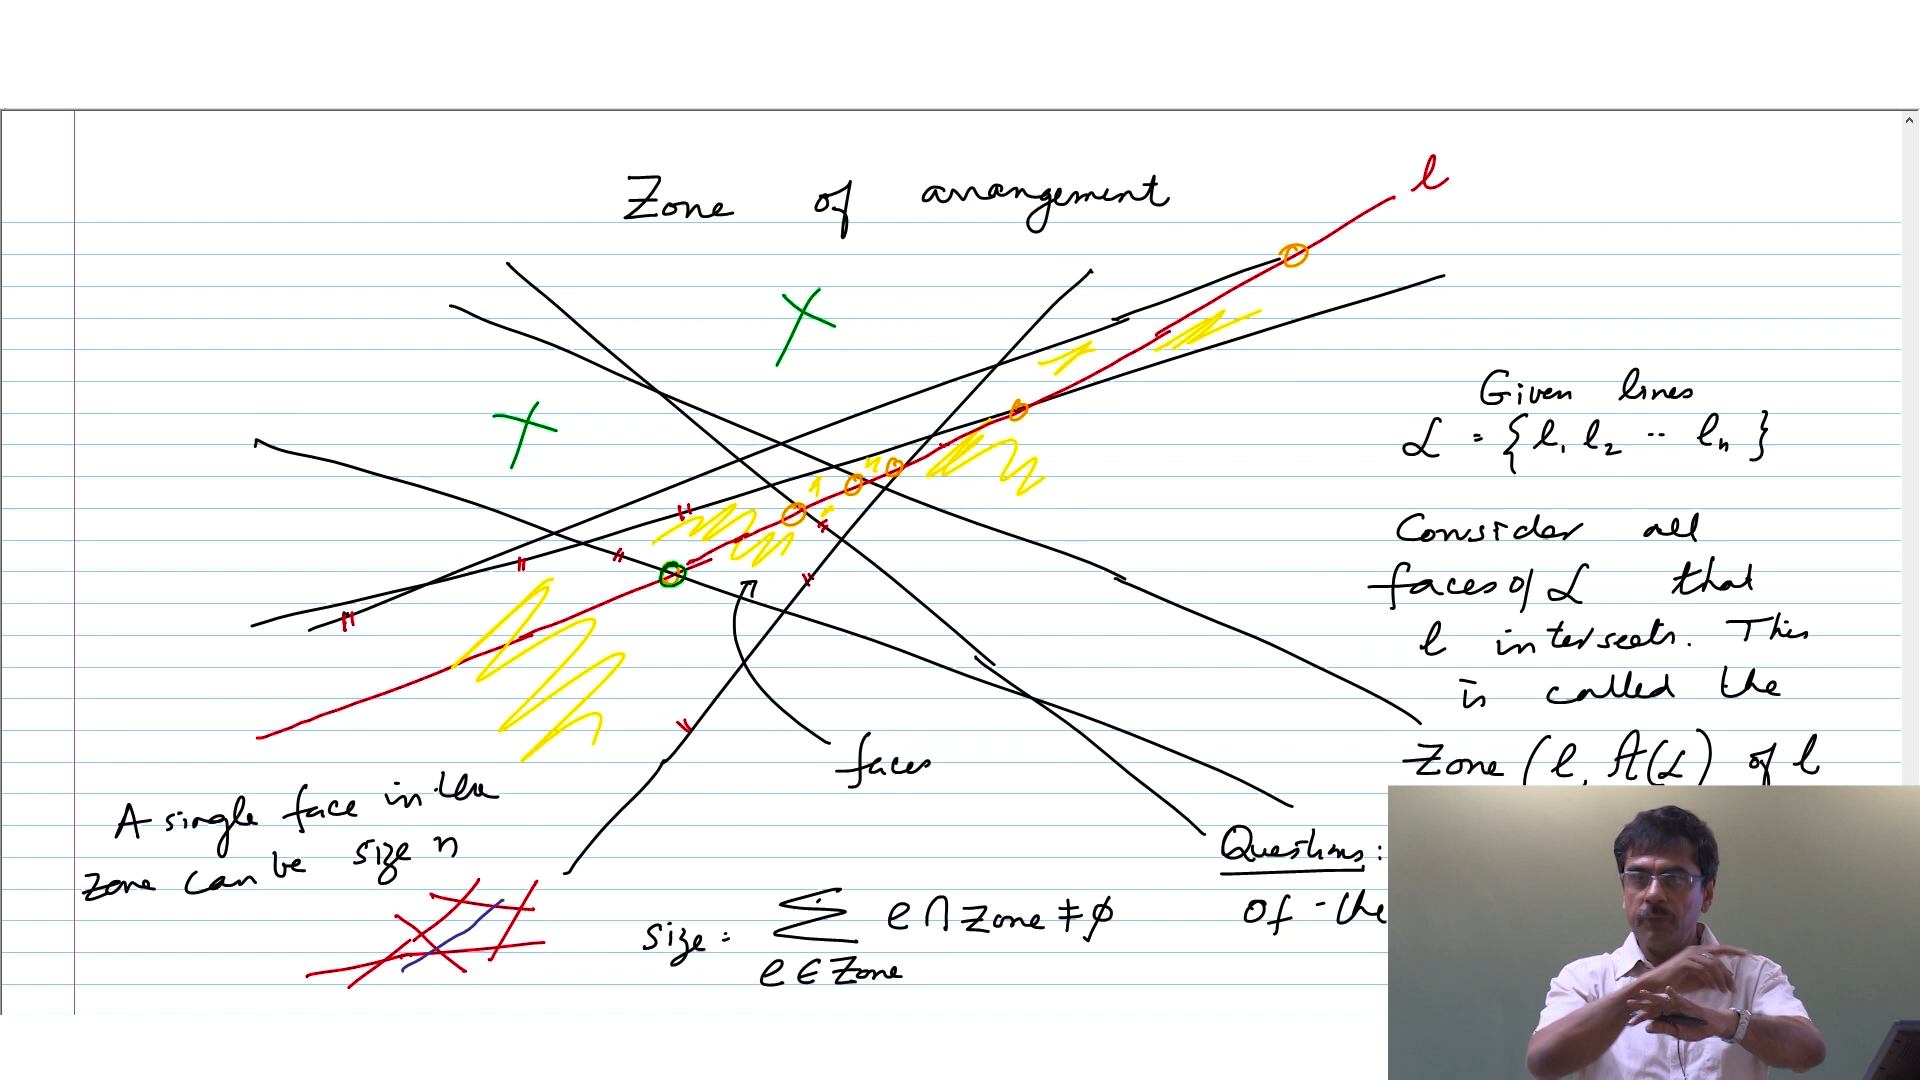 Zone of arrangement
l
Given lines
L = { l1 l2 .. ln }
Consider all
faces of L that
l intersects. This
is called the
Zone (l, A(L) of l
faces
A single face in the
zone can be size n
size = Σ e ∩ Zone ≠ φ
e ∈ Zone
Questions:
of the